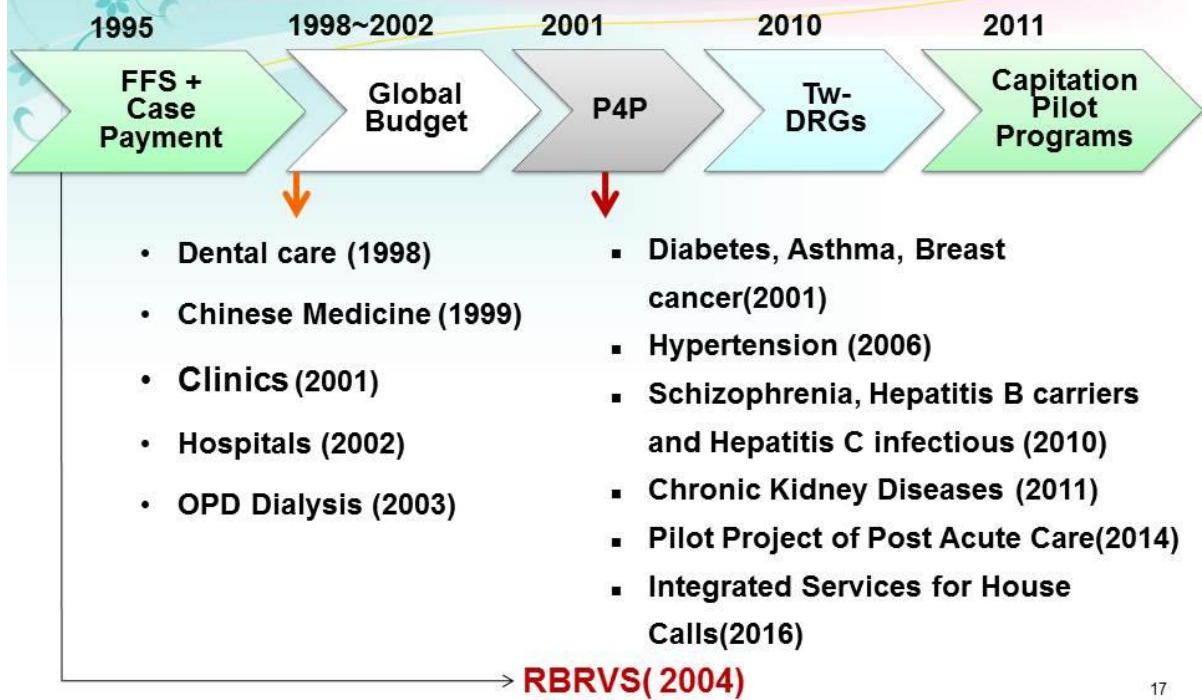 1995
1998~2002
2001
2010
2011
FFS +
Case
Payment
Global
Budget
P4P
Tw-
DRGs
Capitation
Pilot
Programs
• Dental care (1998)
• Chinese Medicine (1999)
• Clinics (2001)
• Hospitals (2002)
• OPD Dialysis (2003)
▪ Diabetes, Asthma, Breast
cancer(2001)
▪ Hypertension (2006)
▪ Schizophrenia, Hepatitis B carriers
and Hepatitis C infectious (2010)
▪ Chronic Kidney Diseases (2011)
▪ Pilot Project of Post Acute Care(2014)
▪ Integrated Services for House
Calls(2016)
RBRVS( 2004)
17